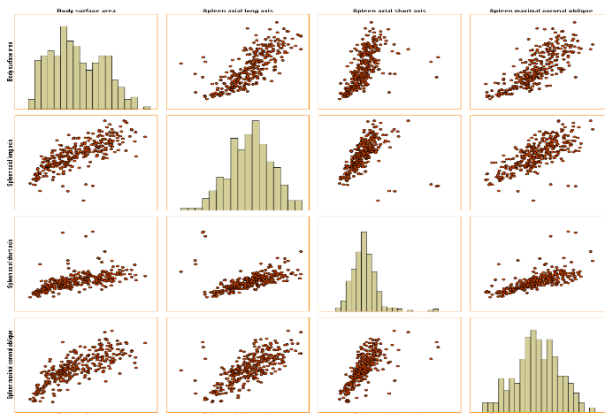 Body surface area
Spleen axial long axis
Spleen axial short axis
Spleen maximal coronal oblique
Body surface area
Spleen axial long axis
Spleen axial short axis
Spleen maximal coronal oblique